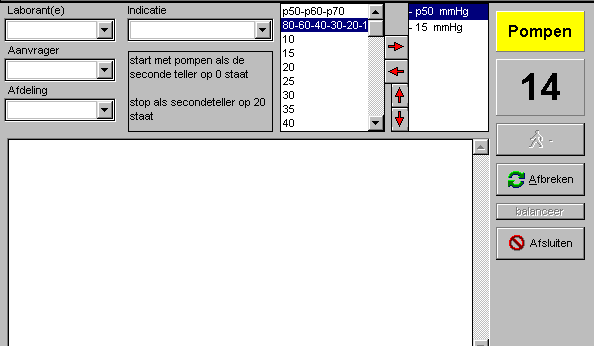 Laborant(e)
Indicatie
Aanvrager
Afdeling
start met pompen als de
seconde teller op 0 staat
stop als secondeteller op 20
staat
p50-p60-p70
80-60-40-30-20-1
10
15
20
25
30
35
40
- p50 mmHg
- 15 mmHg
Pompen
14
-
Afbreken
balanceer
Afsluiten